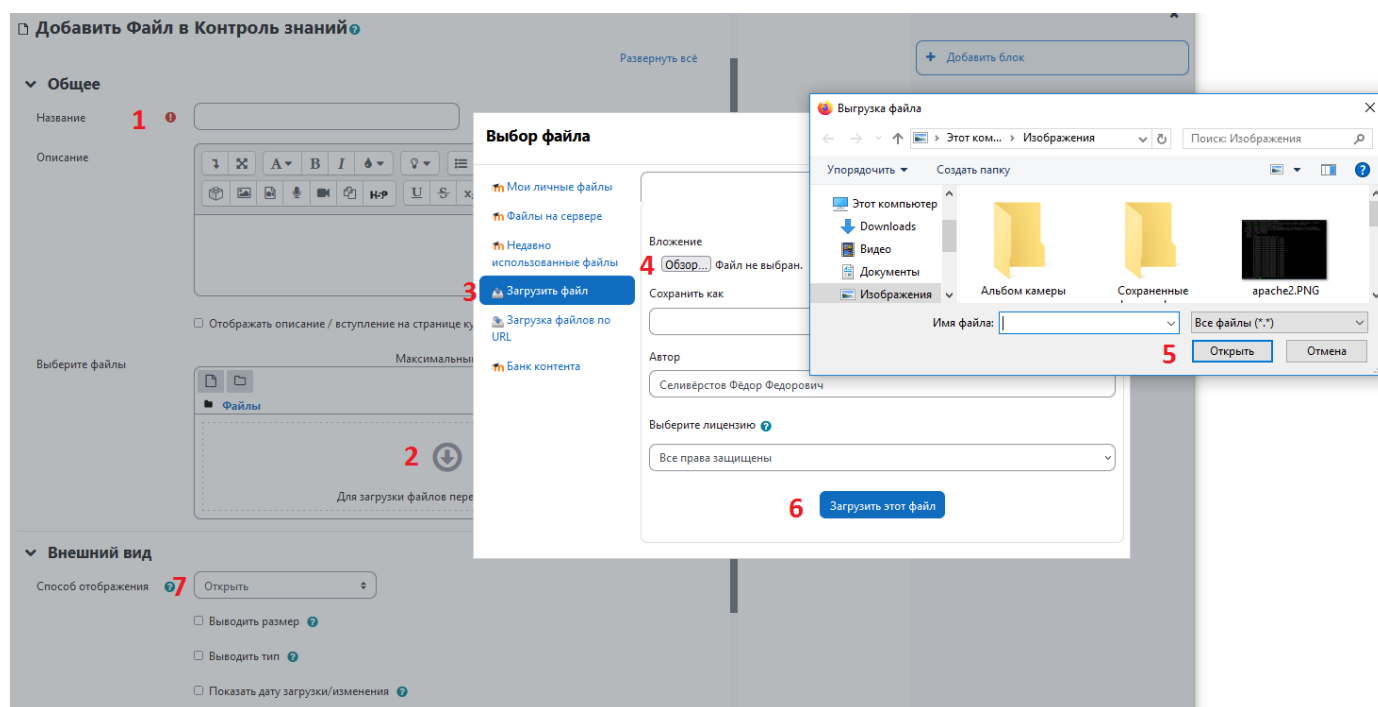 Добавить Файл в Контроль знаний
Развернуть всё
Добавить блок
Общее
1
Название
Описание
A B I
H-P U S
Отображать описание / вступление на странице
Выберите файлы
Файлы
2
Внешний вид
Способ отображения
7
Открыть
Выводить размер
Выводить тип
Показать дату загрузки/изменения
Выбор файла
Мои личные файлы
Файлы на сервере
Недавно
использованные файлы
3
Загрузить файл
Загрузка файлов по
URL
Банк контента
Вложение
4
Обзор... Файл не выбран.
Сохранить как
Автор
Селивёрстов Фёдор Федорович
Выберите лицензию
Все права защищены
6
Загрузить этот файл
Выгрузка файла
Этот ком... Изображения
Поиск: Изображения
Упорядочить Создать папку
Этот компьютер
Downloads
Видео
Документы
Изображения
Альбом камеры
Сохраненные
apache2.PNG
Имя файла:
Все файлы (*.*)
5
Открыть Отмена
Для загрузки файлов